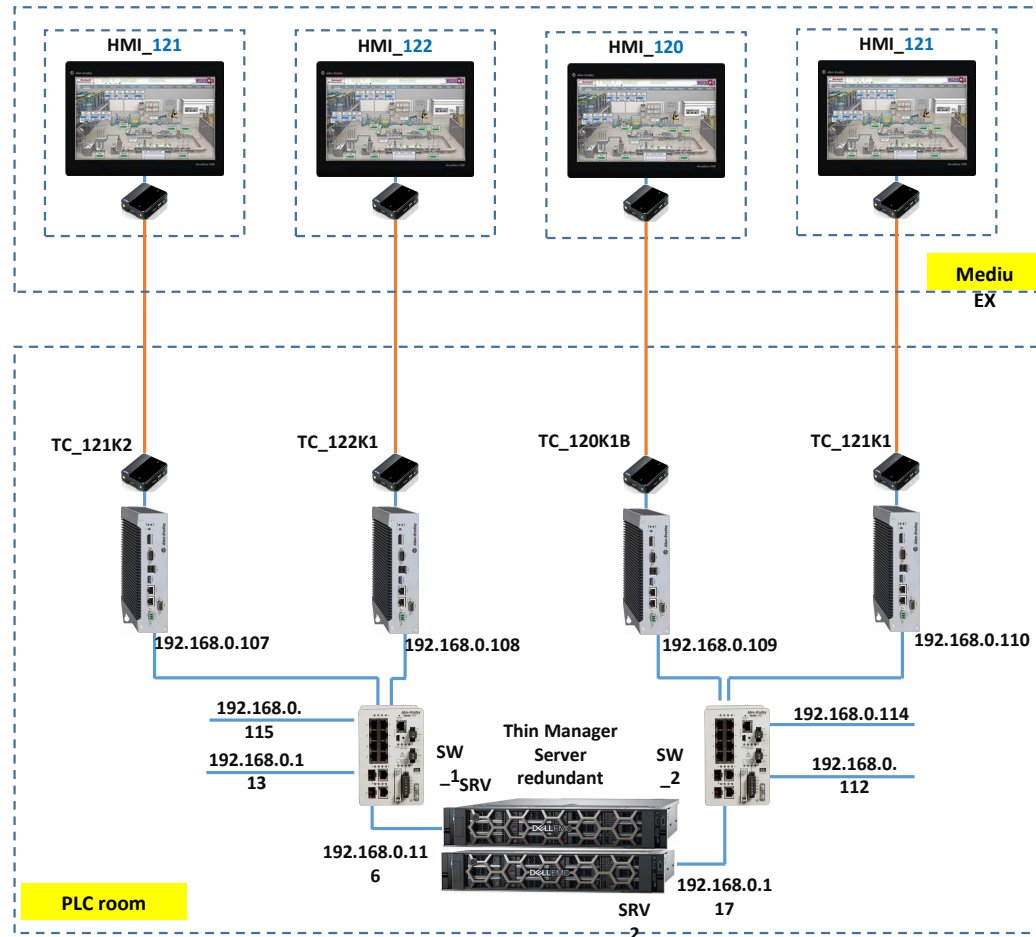 HMI_121
HMI_122
HMI_120
HMI_121
Mediu
EX
TC_121K2
TC_122K1
TC_120K1B
TC_121K1
192.168.0.107
192.168.0.108
192.168.0.109
192.168.0.110
192.168.0.
115
192.168.0.1
13
SW
_1
SRV
Thin Manager
Server
redundant
SW
_2
192.168.0.114
192.168.0.
112
DELLEMC
DELLEMC
192.168.0.11
6
192.168.0.1
17
SRV
2
PLC room